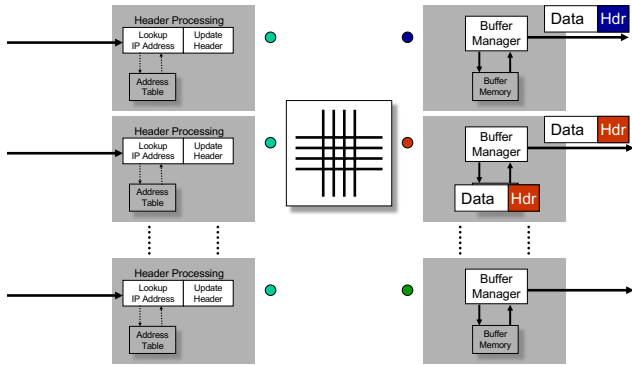 Data Hdr
Header Processing
Lookup
IP Address
Update
Header
Address
Table
Buffer
Manager
Buffer
Memory
Data Hdr
Header Processing
Lookup
IP Address
Update
Header
Address
Table
Buffer
Manager
Data Hdr
Header Processing
Lookup
IP Address
Update
Header
Address
Table
Buffer
Manager
Buffer
Memory